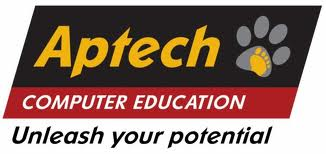 Aptech
COMPUTER EDUCATION
Unleash your potential